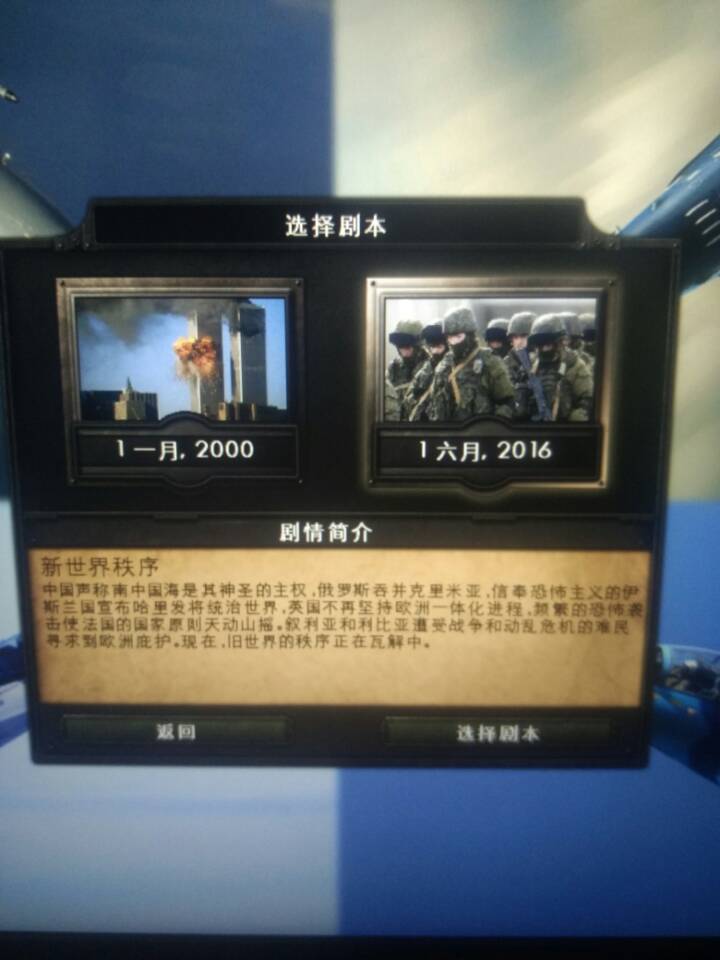 选择剧本
1 一月, 2000
1 六月, 2016
剧情简介
新世界秩序
中国声称南中国海是其神圣的主权,俄罗斯吞并克里米亚,信奉恐怖主义的伊
斯兰国宣布哈里发将统治世界,英国不再坚持欧洲一体化进程,频繁的恐怖袭
击使法国的国家原则天动山摇。叙利亚和利比亚遭受战争和动乱危机的难民
寻求到欧洲庇护。现在,旧世界的秩序正在瓦解中。
返回
选择剧本